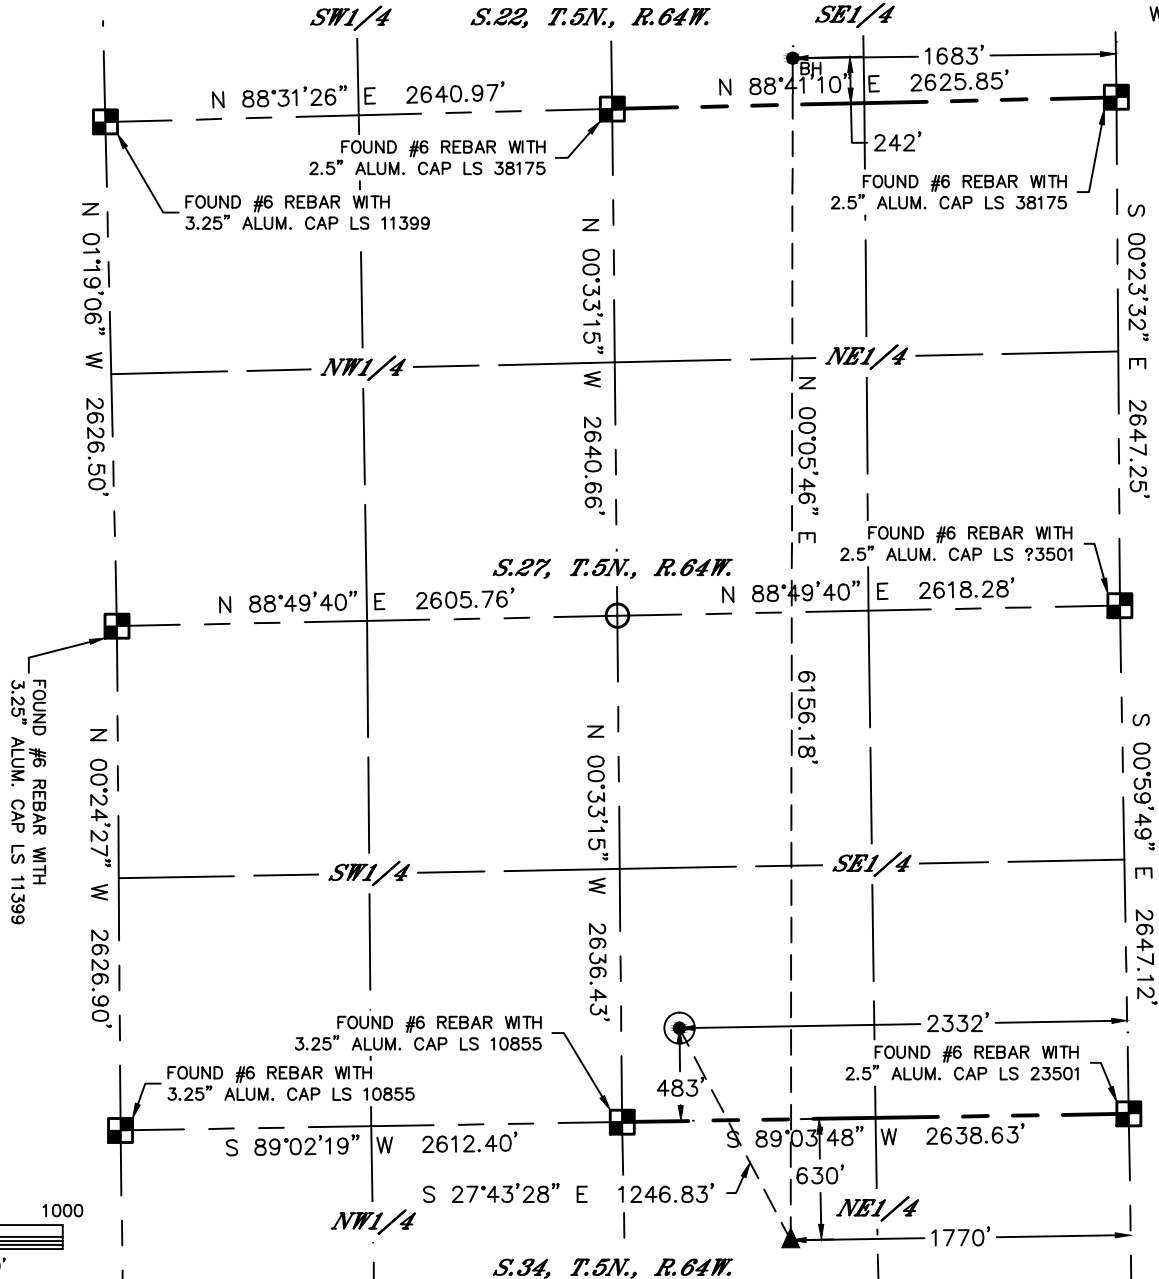 SW1/4
S.22, T.5N., R.64W.
SE1/4
W
1683'
BH
N 88°31'26" E 2640.97'
N 88°41'10" E 2625.85'
242'
FOUND #6 REBAR WITH
2.5" ALUM. CAP LS 38175
FOUND #6 REBAR WITH
2.5" ALUM. CAP LS 38175
FOUND #6 REBAR WITH
3.25" ALUM. CAP LS 11399
N 01°19'06" W 2626.50'
N 00°33'15" W 2640.66'
S 00°23'32" E 2647.25'
NW1/4
NE1/4
N 00°05'46" E 6156.18'
FOUND #6 REBAR WITH
2.5" ALUM. CAP LS ?3501
S.27, T.5N., R.64W.
N 88°49'40" E 2605.76'
N 88°49'40" E 2618.28'
FOUND #6 REBAR WITH
3.25" ALUM. CAP LS 11399
N 00°24'27" W 2626.90'
N 00°33'15" W 2636.43'
S 00°59'49" E 2647.12'
SW1/4
SE1/4
FOUND #6 REBAR WITH
3.25" ALUM. CAP LS 10855
2332'
FOUND #6 REBAR WITH
2.5" ALUM. CAP LS 23501
FOUND #6 REBAR WITH
3.25" ALUM. CAP LS 10855
483'
S 89°02'19" W 2612.40'
S 89°03'48" W 2638.63'
630'
S 27°43'28" E 1246.83'
1000
NW1/4
NE1/4
1770'
S.34, T.5N., R.64W.